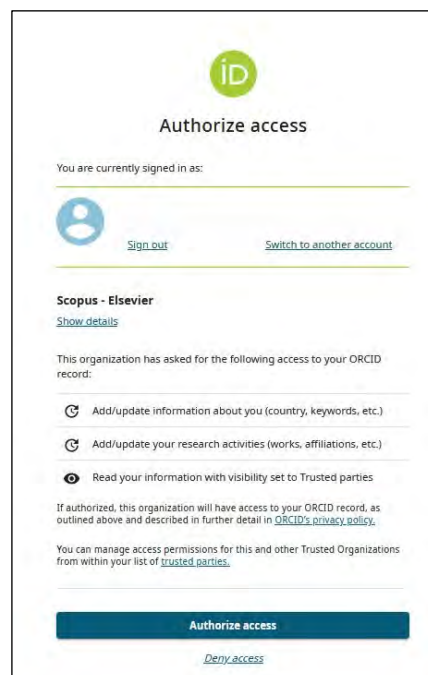 iD
Authorize access
You are currently signed in as:
Sign out Switch to another account
Scopus - Elsevier
Show details
This organization has asked for the following access to your ORCID
record:
Add/update information about you (country, keywords, etc.)
Add/update your research activities (works, affiliations, etc.)
Read your information with visibility set to Trusted parties
If authorized, this organization will have access to your ORCID record, as
outlined above and described in further detail in ORCID's privacy policy.
You can manage access permissions for this and other Trusted Organizations
from within your list of trusted parties.
Authorize access
Deny access